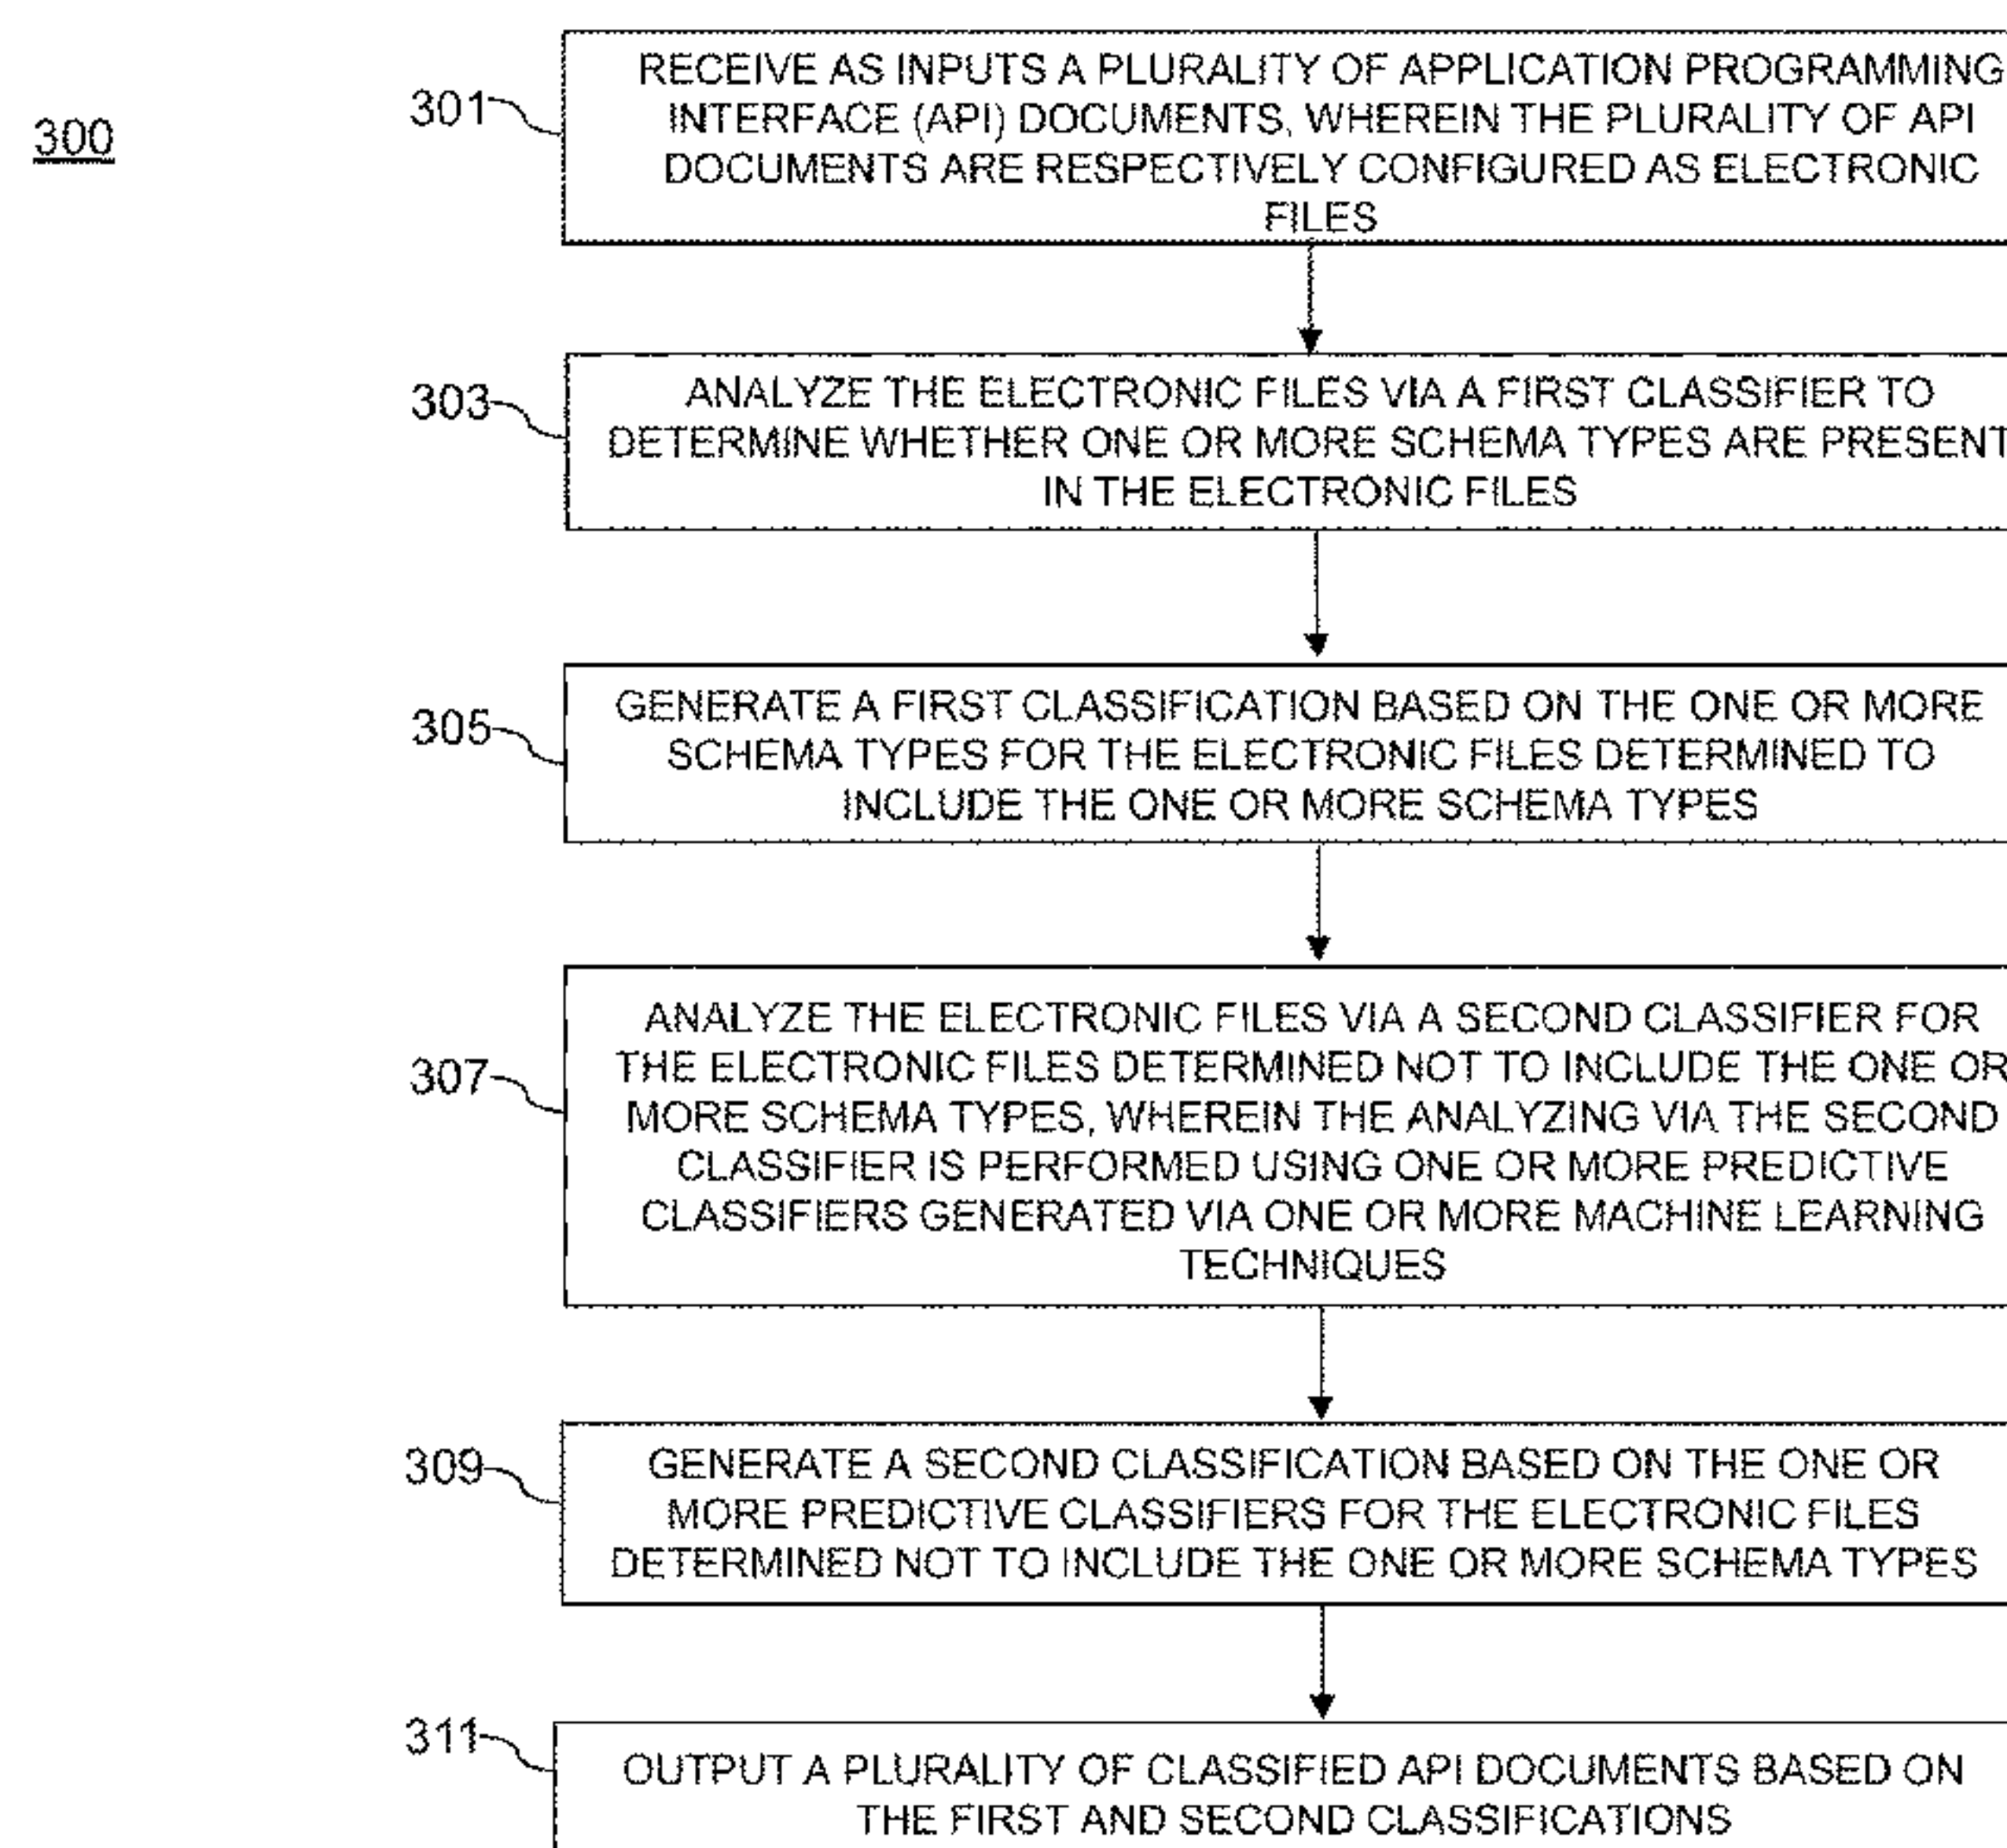 300
301
RECEIVE AS INPUTS A PLURALITY OF APPLICATION PROGRAMMING
INTERFACE (API) DOCUMENTS, WHEREIN THE PLURALITY OF API
DOCUMENTS ARE RESPECTIVELY CONFIGURED AS ELECTRONIC
FILES
303
ANALYZE THE ELECTRONIC FILES VIA A FIRST CLASSIFIER TO
DETERMINE WHETHER ONE OR MORE SCHEMA TYPES ARE PRESENT
IN THE ELECTRONIC FILES
305
GENERATE A FIRST CLASSIFICATION BASED ON THE ONE OR MORE
SCHEMA TYPES FOR THE ELECTRONIC FILES DETERMINED TO
INCLUDE THE ONE OR MORE SCHEMA TYPES
307
ANALYZE THE ELECTRONIC FILES VIA A SECOND CLASSIFIER FOR
THE ELECTRONIC FILES DETERMINED NOT TO INCLUDE THE ONE OR
MORE SCHEMA TYPES, WHEREIN THE ANALYZING VIA THE SECOND
CLASSIFIER IS PERFORMED USING ONE OR MORE PREDICTIVE
CLASSIFIERS GENERATED VIA ONE OR MORE MACHINE LEARNING
TECHNIQUES
309
GENERATE A SECOND CLASSIFICATION BASED ON THE ONE OR
MORE PREDICTIVE CLASSIFIERS FOR THE ELECTRONIC FILES
DETERMINED NOT TO INCLUDE THE ONE OR MORE SCHEMA TYPES
311
OUTPUT A PLURALITY OF CLASSIFIED API DOCUMENTS BASED ON
THE FIRST AND SECOND CLASSIFICATIONS